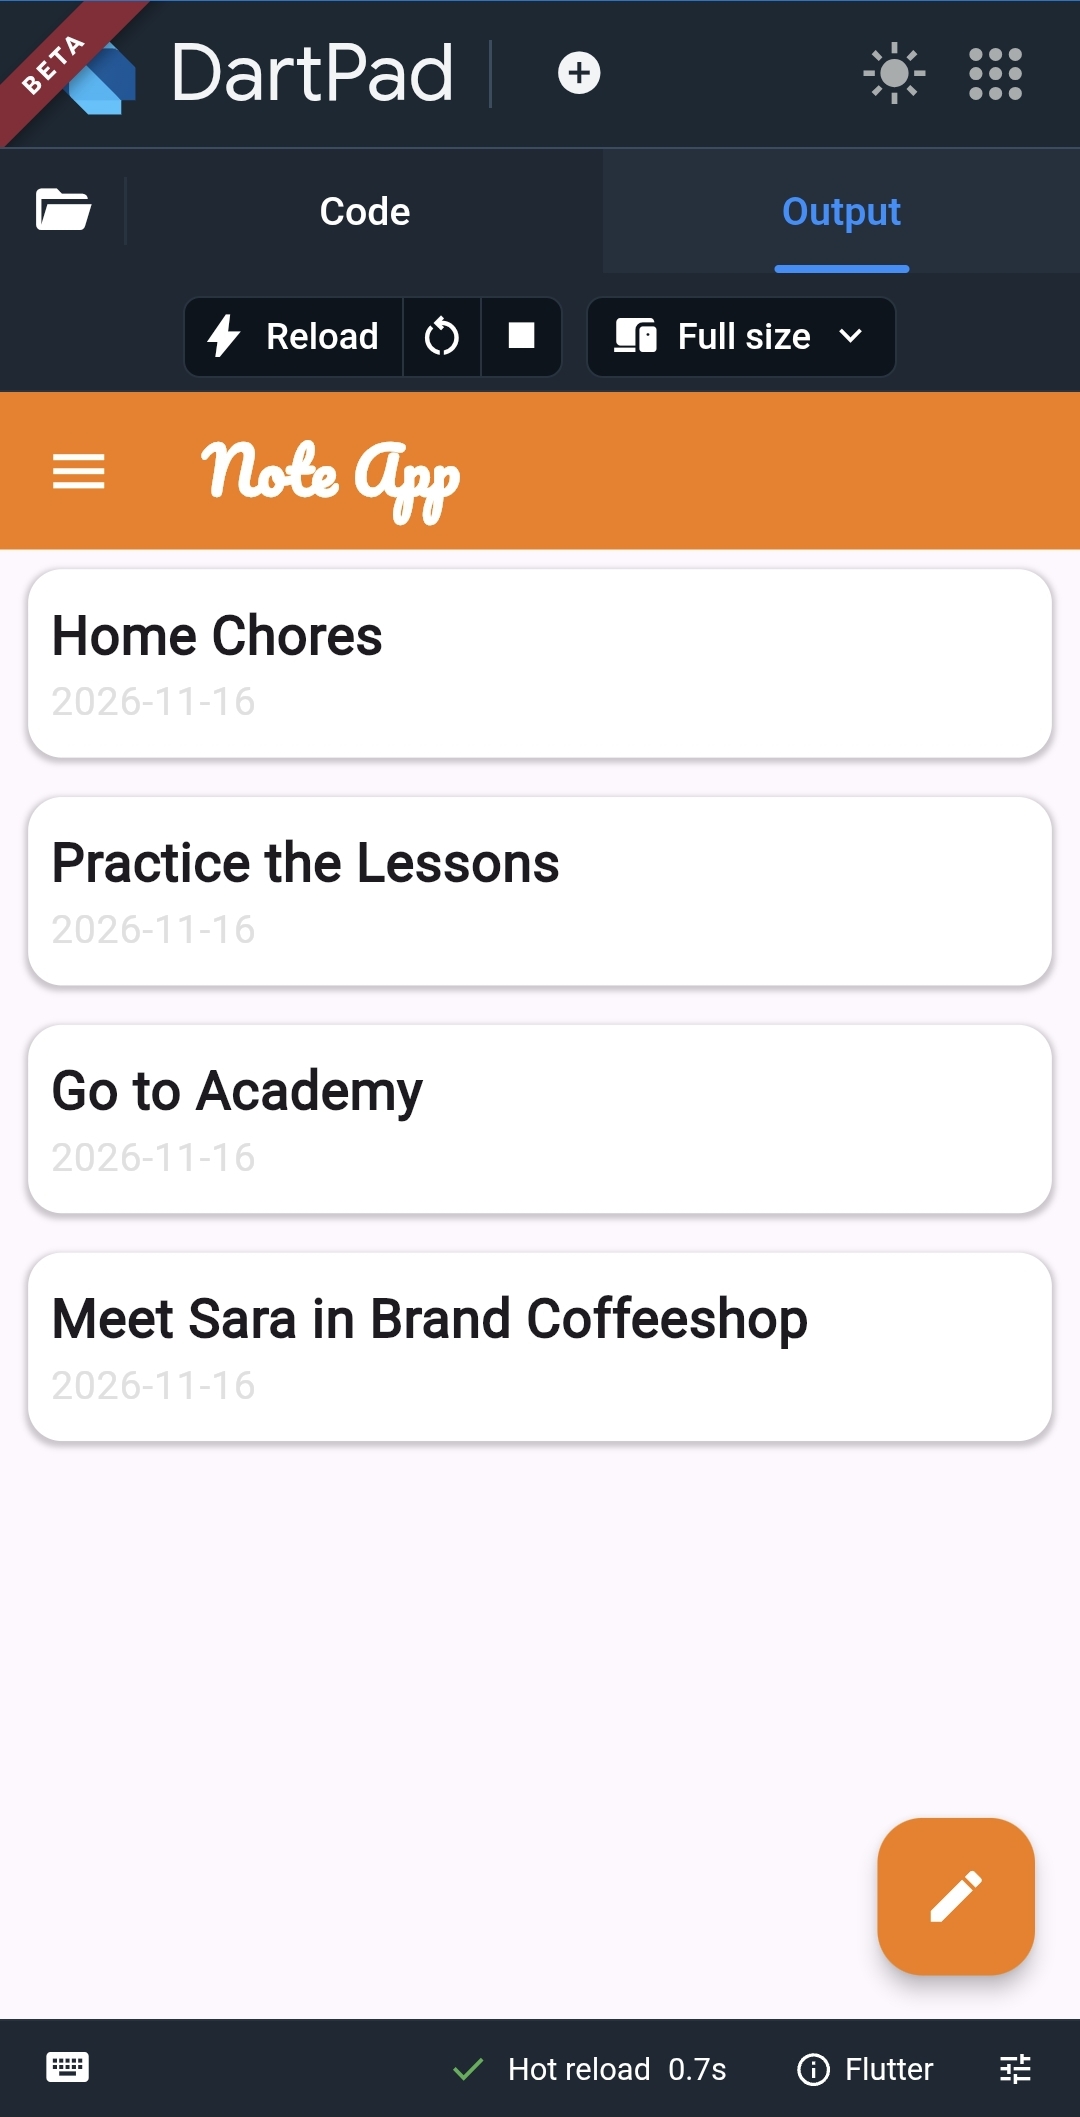 BETA
DartPad
Code
Output
Reload
Full size
Note App
Home Chores
2026-11-16
Practice the Lessons
2026-11-16
Go to Academy
2026-11-16
Meet Sara in Brand Coffeeshop
2026-11-16
Hot reload 0.7s
Flutter